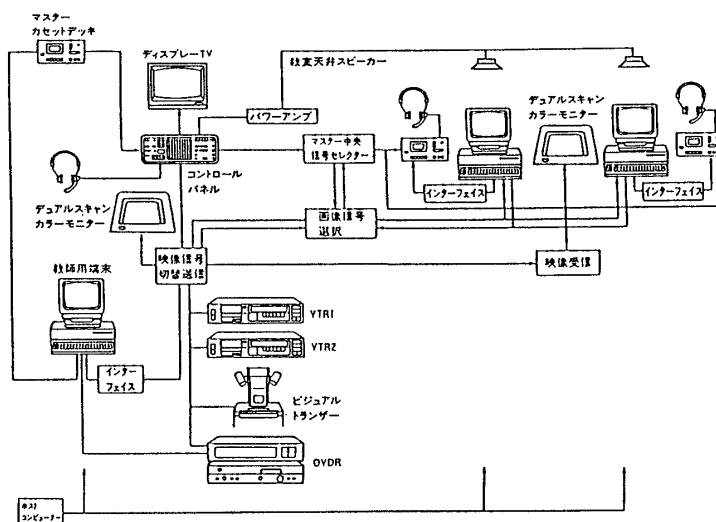 マスター
カセットデッキ
ディスプレーTV
教室天井スピーカー
パワーアンプ
デュアルスキャン
カラーモニター
マスター中央
信号セレクター
コントロール
パネル
インターフェイス
インターフェイス
デュアルスキャン
カラーモニター
画像信号
選択
映像信号
切替送信
映像受信
教師用端末
VTR1
VTR2
インター
フェイス
ビジュアル
トランザー
OVDR
ホスト
コンピューター